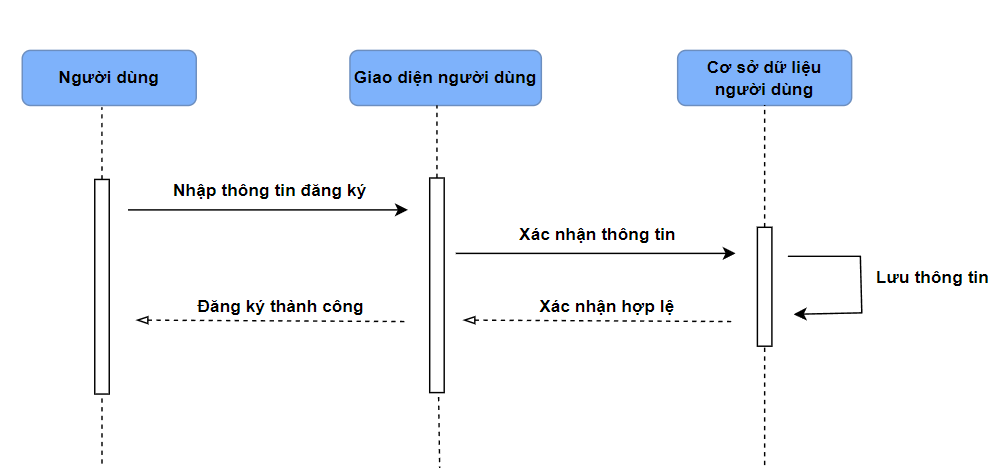 Người dùng
Giao diện người dùng
Cơ sở dữ liệu
người dùng
Nhập thông tin đăng ký
Xác nhận thông tin
Lưu thông tin
Đăng ký thành công
Xác nhận hợp lệ